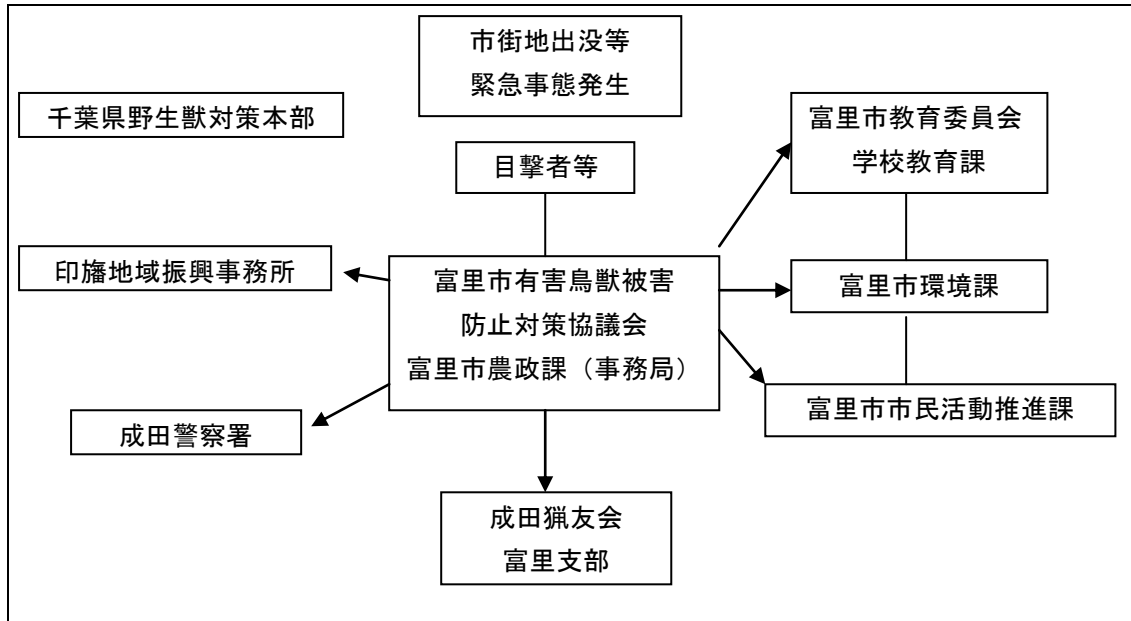 市街地出没等
緊急事態発生
千葉県野生獣対策本部
富里市教育委員会
学校教育課
目撃者等
印旛地域振興事務所
富里市有害鳥獣被害
防止対策協議会
富里市農政課（事務局）
富里市環境課
成田警察署
富里市市民活動推進課
成田猟友会
富里支部